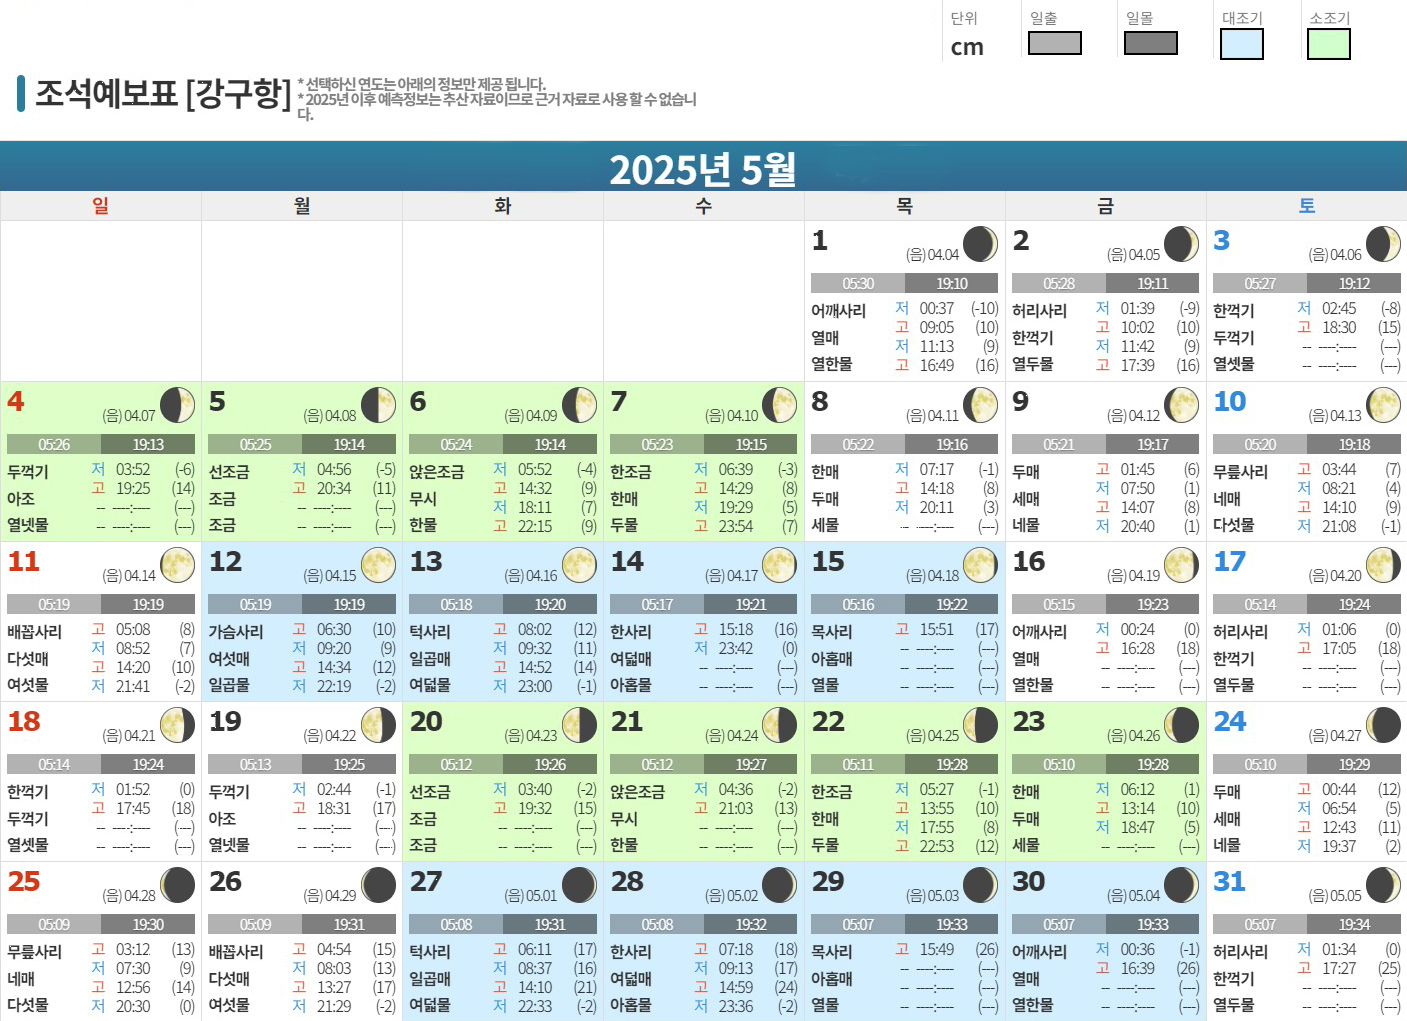 단위 일출 일몰 대조기 소조기
cm
조석예보표 [강구항]
* 선택하신 연도는 아래의 정보만 제공 됩니다.
* 2025년 이후 예측정보는 추산 자료이므로 근거 자료로 사용 할 수 없습니
다.
2025년 5월
일 월 화 수 목 금 토
1 (음) 04.04
05:30 19:10
어깨사리
열매
열한물
저 00:37 (-10)
고 09:05 (10)
저 11:13 (9)
고 16:49 (16)
2 (음) 04.05
05:28 19:11
허리사리
한꺽기
열두물
저 01:39 (-9)
고 10:02 (10)
저 11:42 (9)
고 17:39 (16)
3 (음) 04.06
05:27 19:12
한꺽기
두꺽기
열셋물
저 02:45 (-8)
고 18:30 (15)
-- ----:---- (---)
-- ----:---- (---)
4 (음) 04.07
05:26 19:13
두꺽기
아조
열넷물
저 03:52 (-6)
고 19:25 (14)
-- ----:---- (---)
-- ----:---- (---)
5 (음) 04.08
05:25 19:14
선조금
조금
조금
저 04:56 (-5)
고 20:34 (11)
-- ----:---- (---)
-- ----:---- (---)
6 (음) 04.09
05:24 19:14
앉은조금
무시
한물
저 05:52 (-4)
고 14:32 (9)
저 18:11 (7)
고 22:15 (9)
7 (음) 04.10
05:23 19:15
한조금
한매
두물
저 06:39 (-3)
고 14:29 (8)
저 19:29 (5)
고 23:54 (7)
8 (음) 04.11
05:22 19:16
한매
두매
세물
저 07:17 (-1)
고 14:18 (8)
저 20:11 (3)
-- ----:---- (---)
9 (음) 04.12
05:21 19:17
두매
세매
네물
고 01:45 (6)
저 07:50 (1)
고 14:07 (8)
저 20:40 (1)
10 (음) 04.13
05:20 19:18
무릎사리
네매
다섯물
고 03:44 (7)
저 08:21 (4)
고 14:10 (9)
저 21:08 (-1)
11 (음) 04.14
05:19 19:19
배꼽사리
다섯매
여섯물
고 05:08 (8)
저 08:52 (7)
고 14:20 (10)
저 21:41 (-2)
12 (음) 04.15
05:19 19:19
가슴사리
여섯매
일곱물
고 06:30 (10)
저 09:20 (9)
고 14:34 (12)
저 22:19 (-2)
13 (음) 04.16
05:18 19:20
턱사리
일곱매
여덟물
고 08:02 (12)
저 09:32 (11)
고 14:52 (14)
저 23:00 (-1)
14 (음) 04.17
05:17 19:21
한사리
여덟매
아홉물
고 15:18 (16)
저 23:42 (0)
-- ----:---- (---)
-- ----:---- (---)
15 (음) 04.18
05:16 19:22
목사리
아홉매
열물
고 15:51 (17)
-- ----:---- (---)
-- ----:---- (---)
-- ----:---- (---)
16 (음) 04.19
05:15 19:23
어깨사리
열매
열한물
저 00:24 (0)
고 16:28 (18)
-- ----:---- (---)
-- ----:---- (---)
17 (음) 04.20
05:14 19:24
허리사리
한꺽기
열두물
저 01:06 (0)
고 17:05 (18)
-- ----:---- (---)
-- ----:---- (---)
18 (음) 04.21
05:14 19:24
한꺽기
두꺽기
열셋물
저 01:52 (0)
고 17:45 (18)
-- ----:---- (---)
-- ----:---- (---)
19 (음) 04.22
05:13 19:25
두꺽기
아조
열넷물
저 02:44 (-1)
고 18:31 (17)
-- ----:---- (---)
-- ----:---- (---)
20 (음) 04.23
05:12 19:26
선조금
조금
조금
저 03:40 (-2)
고 19:32 (15)
-- ----:---- (---)
-- ----:---- (---)
21 (음) 04.24
05:12 19:27
앉은조금
무시
한물
저 04:36 (-2)
고 21:03 (13)
-- ----:---- (---)
-- ----:---- (---)
22 (음) 04.25
05:11 19:28
한조금
한매
두물
저 05:27 (-1)
고 13:55 (10)
저 17:55 (8)
고 22:53 (12)
23 (음) 04.26
05:10 19:28
한매
두매
세물
저 06:12 (1)
고 13:14 (10)
저 18:47 (5)
-- ----:---- (---)
24 (음) 04.27
05:10 19:29
두매
세매
네물
고 00:44 (12)
저 06:54 (5)
고 12:43 (11)
저 19:37 (2)
25 (음) 04.28
05:09 19:30
무릎사리
네매
다섯물
고 03:12 (13)
저 07:30 (9)
고 12:56 (14)
저 20:30 (0)
26 (음) 04.29
05:09 19:31
배꼽사리
다섯매
여섯물
고 04:54 (15)
저 08:03 (13)
고 13:27 (17)
저 21:29 (-2)
27 (음) 05.01
05:08 19:31
턱사리
일곱매
여덟물
고 06:11 (17)
저 08:37 (16)
고 14:10 (21)
저 22:33 (-2)
28 (음) 05.02
05:08 19:32
한사리
여덟매
아홉물
고 07:18 (18)
저 09:13 (17)
고 14:59 (24)
저 23:36 (-2)
29 (음) 05.03
05:07 19:33
목사리
아홉매
열물
고 15:49 (26)
-- ----:---- (---)
-- ----:---- (---)
-- ----:---- (---)
30 (음) 05.04
05:07 19:33
어깨사리
열매
열한물
저 00:36 (-1)
고 16:39 (26)
-- ----:---- (---)
-- ----:---- (---)
31 (음) 05.05
05:07 19:34
허리사리
한꺽기
열두물
저 01:34 (0)
고 17:27 (25)
-- ----:---- (---)
-- ----:---- (---)